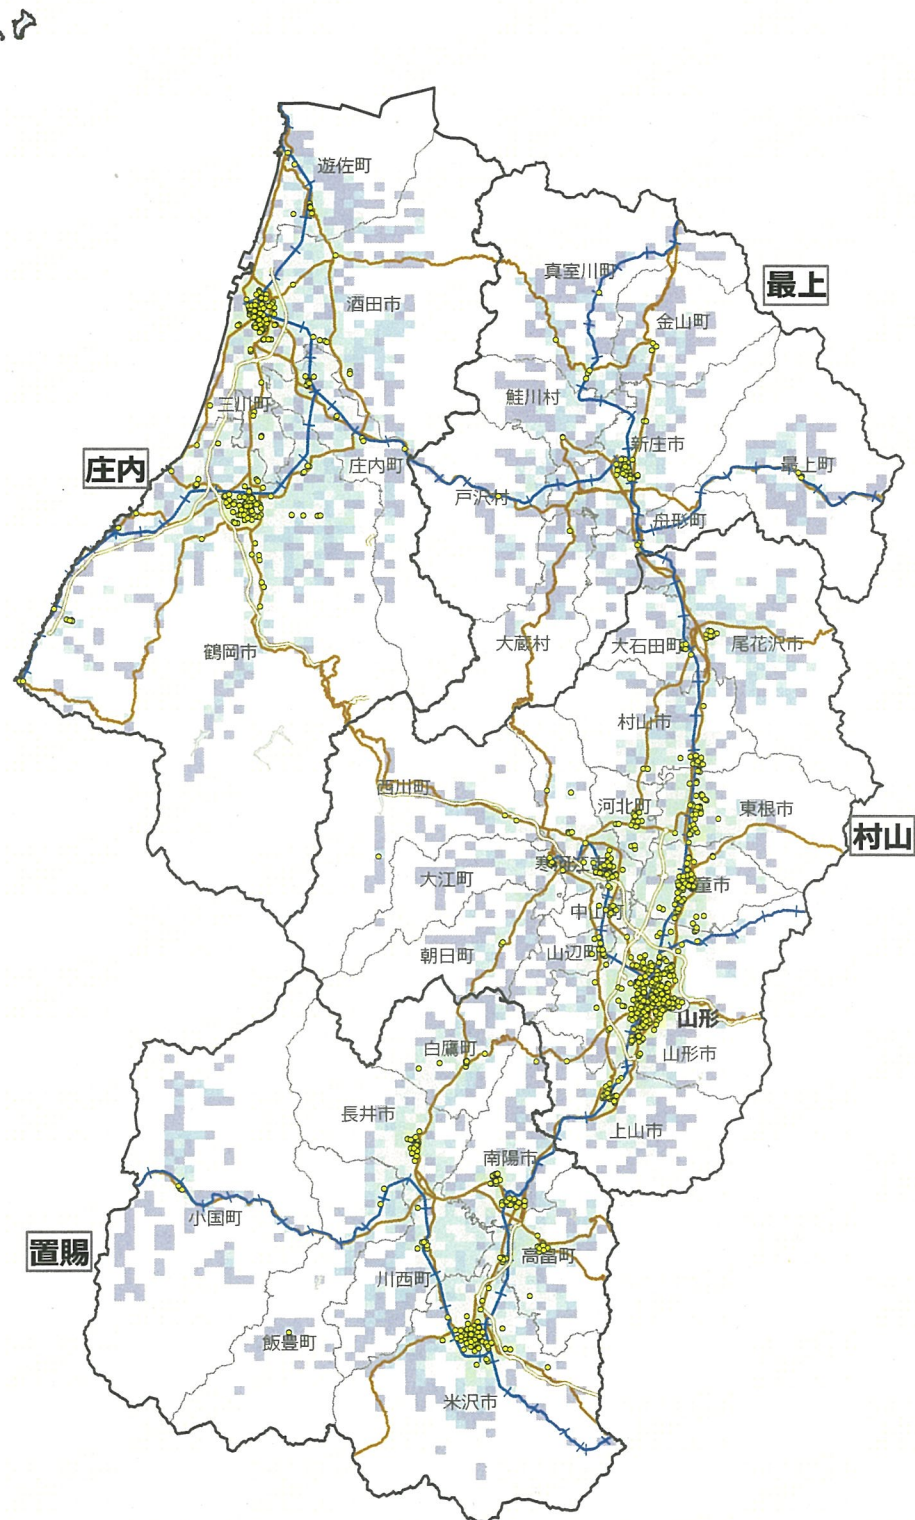 遊佐町
真室川町
最上
酒田市
金山町
鮭川村
三川町
新庄市
庄内
庄内町
最上町
戸沢村
舟形町
大蔵村
大石田町
尾花沢市
鶴岡市
村山市
西川町
河北町
東根市
村山
寒河江市
大江町
童市
中山町
朝日町
山辺町
山形
白鷹町
山形市
長井市
上山市
南陽市
小国町
置賜
高畠町
川西町
飯豊町
米沢市